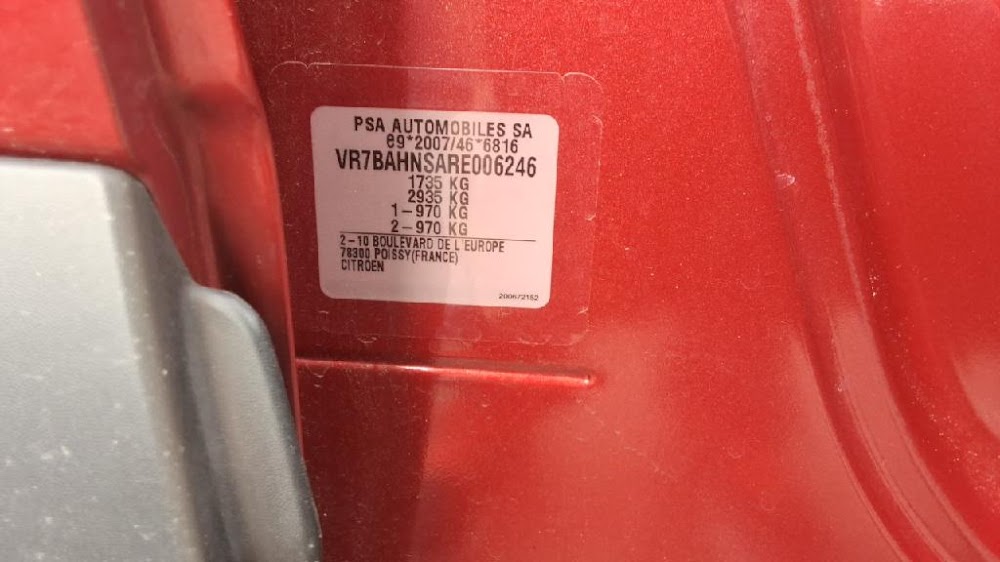 PSA AUTOMOBILES SA
e9*2007/46*6816
VR7BAHNSARE006246
1735 KG
2935 KG
1-970 KG
2-970 KG
2-10 BOULEVARD DE L'EUROPE
78300 POISSY(FRANCE)
CITROEN
200672152